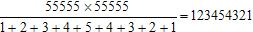 55555 × 55555
1 + 2 + 3 + 4 + 5 + 4 + 3 + 2 + 1 = 123454321